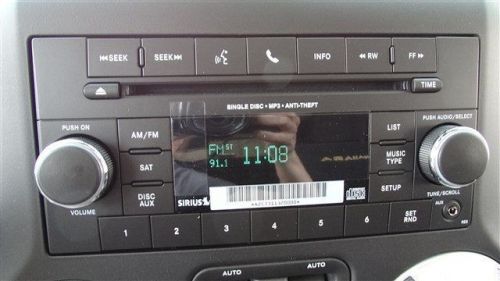 SEEK
SEEK
INFO
RW
FF
TIME
SINGLE DISC • MP3 • ANTI-THEFT
PUSH ON
PUSH AUDIO/SELECT
AM/FM
FM ST
91.1
11:08
LIST
SAT
MUSIC
TYPE
DISC
AUX
SETUP
SIRIUS
VOLUME
TUNE/SCROLL
AUX
1 2 3 4 5 6
SET
RND
AUTO
AUTO